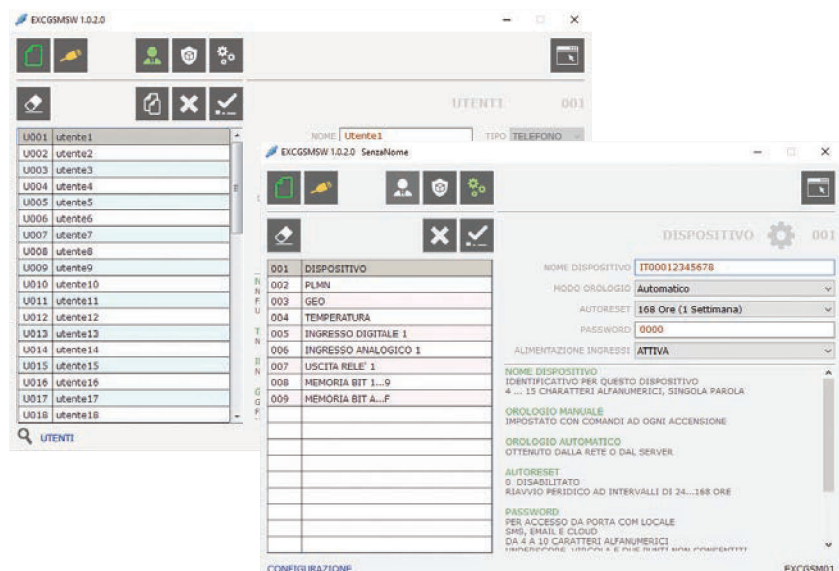 EXCGSMSW 1.0.2.0
UTENTI 001
NOME Utente1 TIPO TELEFONO
U001 utente1
U002 utente2
U003 utente3
U004 utente4
U005 utente5
U006 utente6
U007 utente7
U008 utente8
U009 utente9
U010 utente10
U011 utente11
U012 utente12
U013 utente13
U014 utente14
U015 utente15
U016 utente16
U017 utente17
U018 utente18
UTENTI
EXCGSMSW 1.0.2.0 SenzaNome
DISPOSITIVO 001
001 DISPOSITIVO
002 PLMN
003 GEO
004 TEMPERATURA
005 INGRESSO DIGITALE 1
006 INGRESSO ANALOGICO 1
007 USCITA RELE' 1
008 MEMORIA BIT 1...9
009 MEMORIA BIT A...F
NOME DISPOSITIVO IT00012345678
MODO OROLOGIO Automatico
AUTORESET 168 Ore (1 Settimana)
PASSWORD 0000
ALIMENTAZIONE INGRESSI ATTIVA
NOME DISPOSITIVO
IDENTIFICATIVO PER QUESTO DISPOSITIVO
4 ... 15 CHARATTERI ALFANUMERICI, SINGOLA PAROLA
OROLOGIO MANUALE
IMPOSTATO CON COMANDI AD OGNI ACCENSIONE
OROLOGIO AUTOMATICO
OTTENUTO DALLA RETE O DAL SERVER
AUTORESET
0 DISABILITATO
RIAVVIO PERIDICO AD INTERVALLI DI 24...168 ORE
PASSWORD
PER ACCESSO DA PORTA COM LOCALE
SMS, EMAIL E CLOUD
DA 4 A 10 CARATTERI ALFANUMERICI
UNDERSCORE, VIRGOLA E DUE PUNTI NON CONSENTITI
CONFIGURAZIONE EXCGSM01